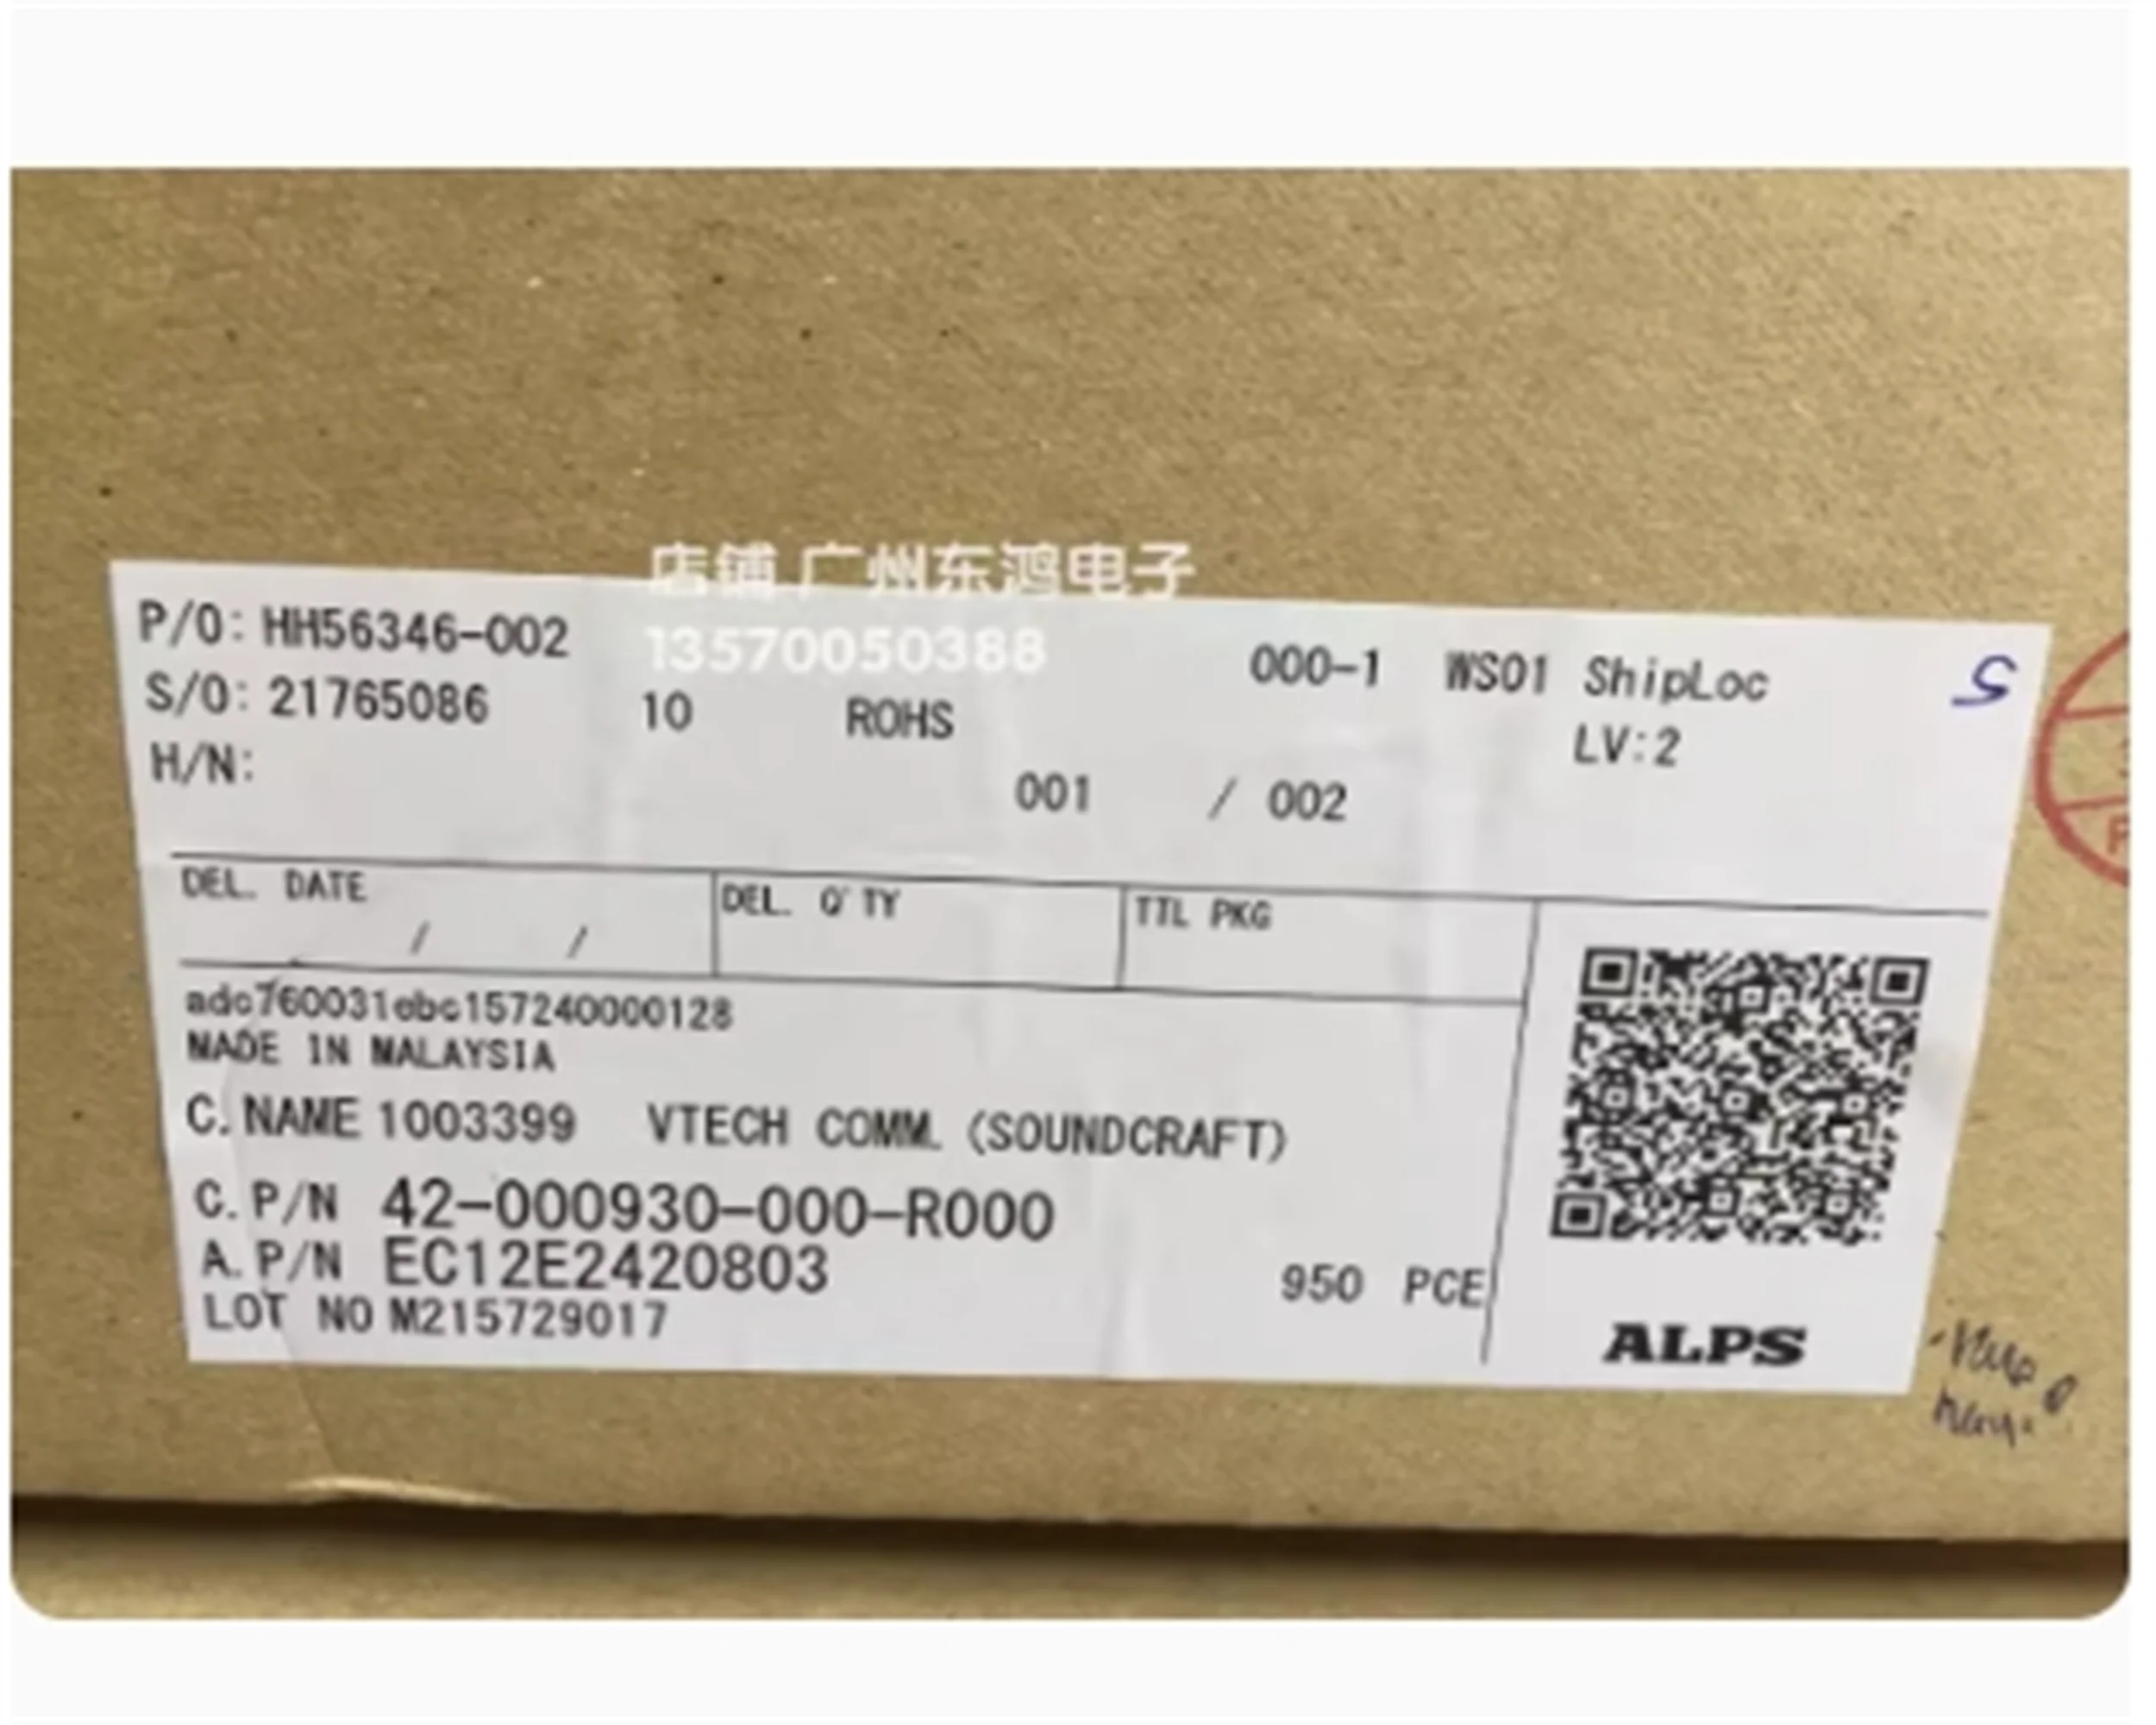 店铺 广州东鸿电子
13570050388
P/O: HH56346-002
000-1 WS01 ShipLoc
S/O: 21765086 10 ROHS
LV:2
H/N:
001 / 002
5
DEL. DATE DEL. Q'TY TTL PKG
/ /
adc760031ebc157240000128
MADE IN MALAYSIA
C. NAME 1003399 VTECH COMM. (SOUNDCRAFT)
C. P/N 42-000930-000-R000
A. P/N EC12E2420803
950 PCE
LOT NO M215729017
ALPS